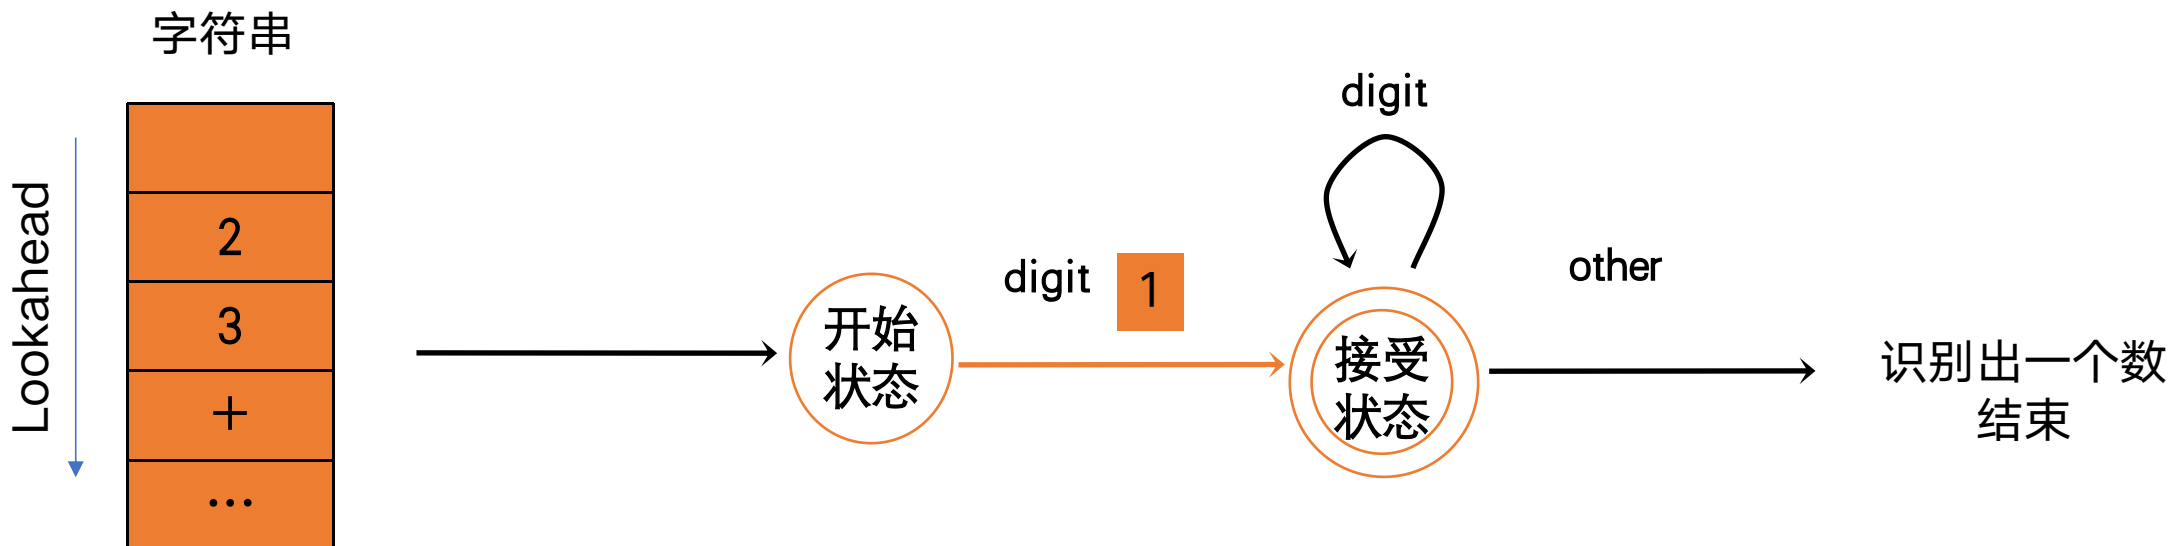 字符串
Lookahead
2
3
+
...
开始
状态
digit
1
digit
接受
状态
other
识别出一个数
结束